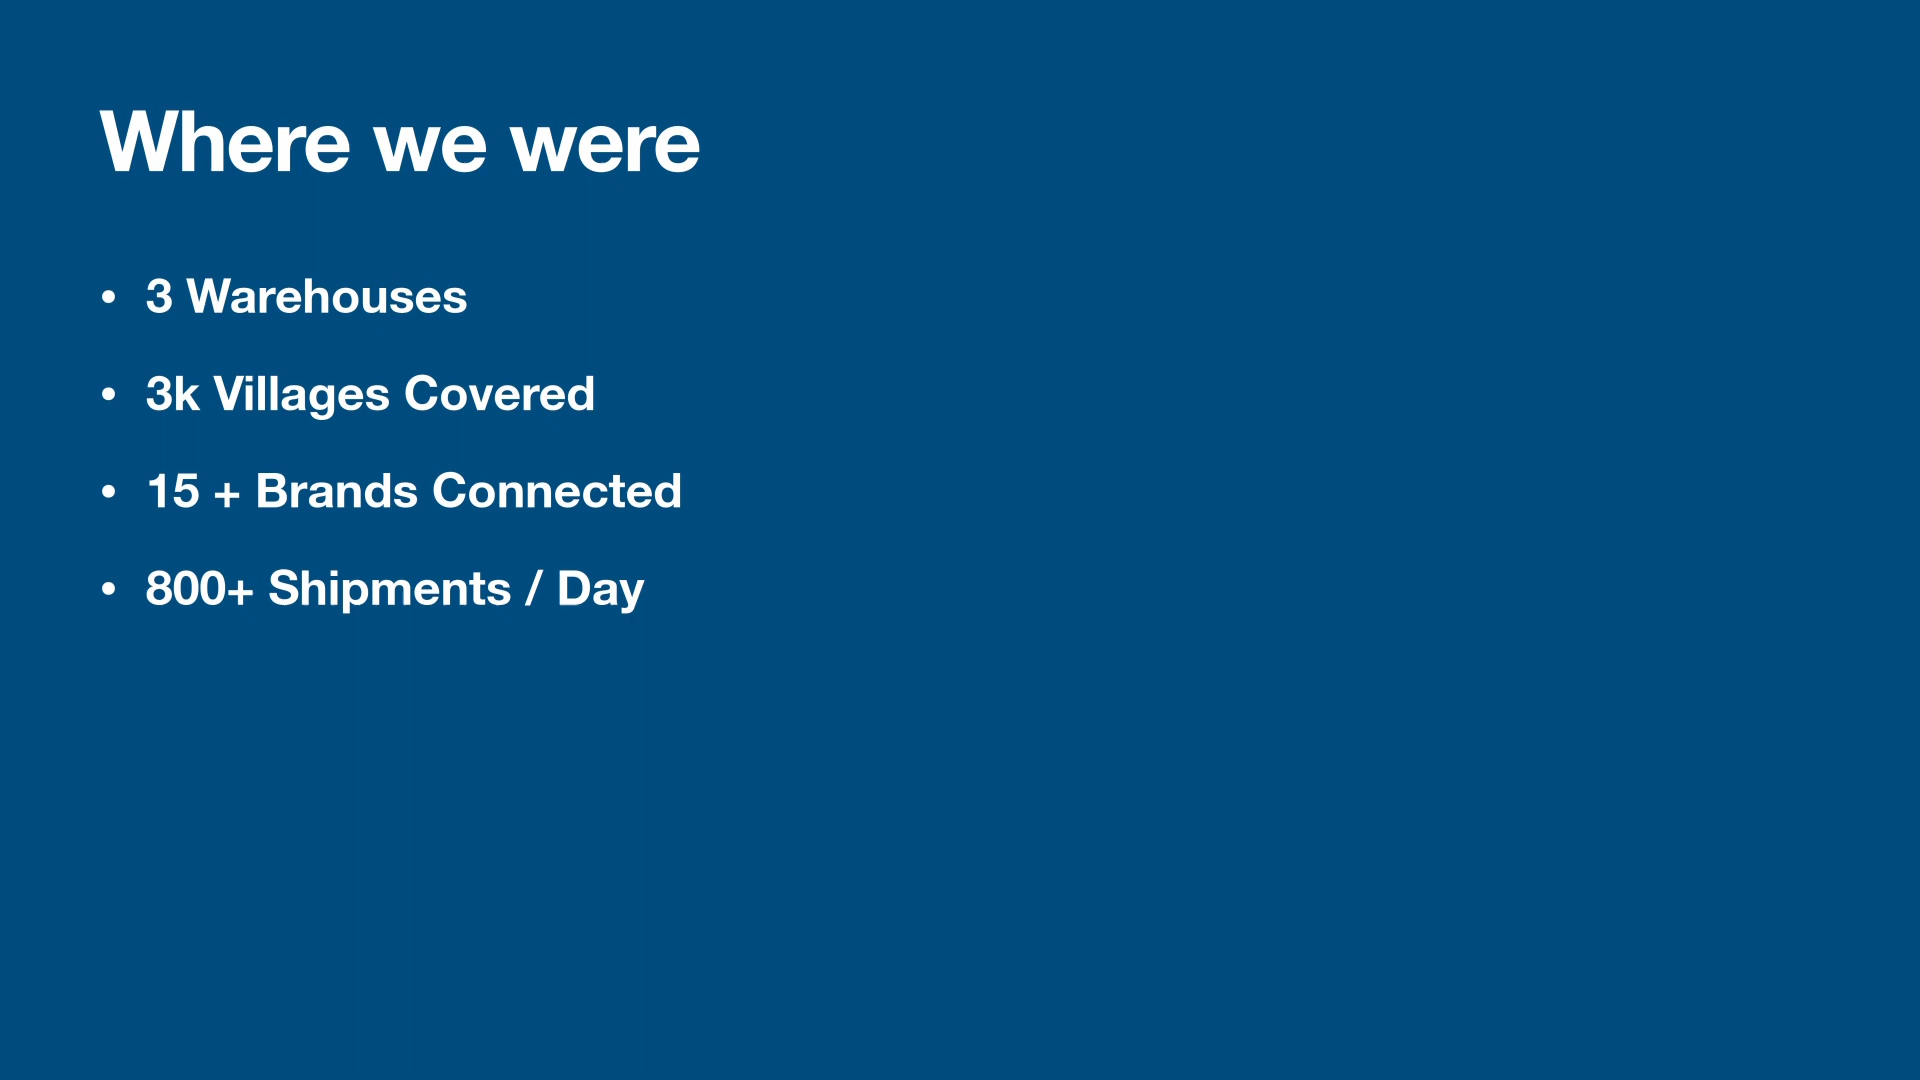 Where we were
• 3 Warehouses
• 3k Villages Covered
• 15 + Brands Connected
• 800+ Shipments / Day